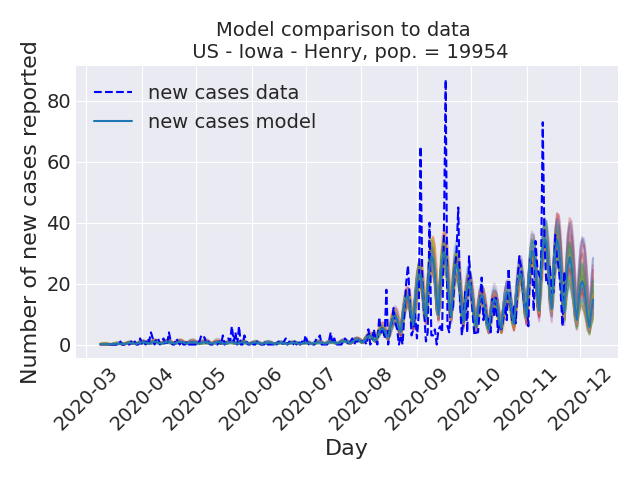 Model comparison to data
US - Iowa - Henry, pop. = 19954
Number of new cases reported
80
60
40
20
0
new cases data
new cases model
2020-03
2020-04
2020-05
2020-06
2020-07
2020-08
2020-09
2020-10
2020-11
2020-12
Day